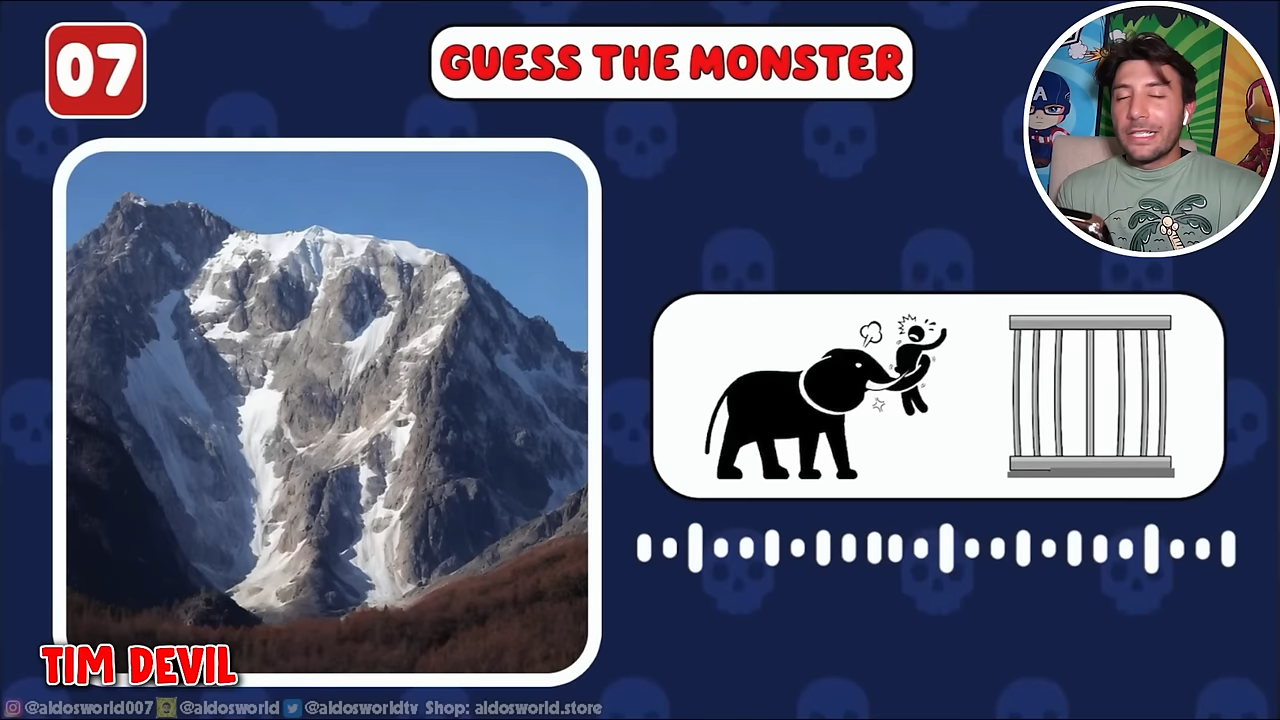 07
GUESS THE MONSTER
A
TIM DEVIL
@aldosworld007 @aldosworld @aldosworldtv Shop: aldosworld.store